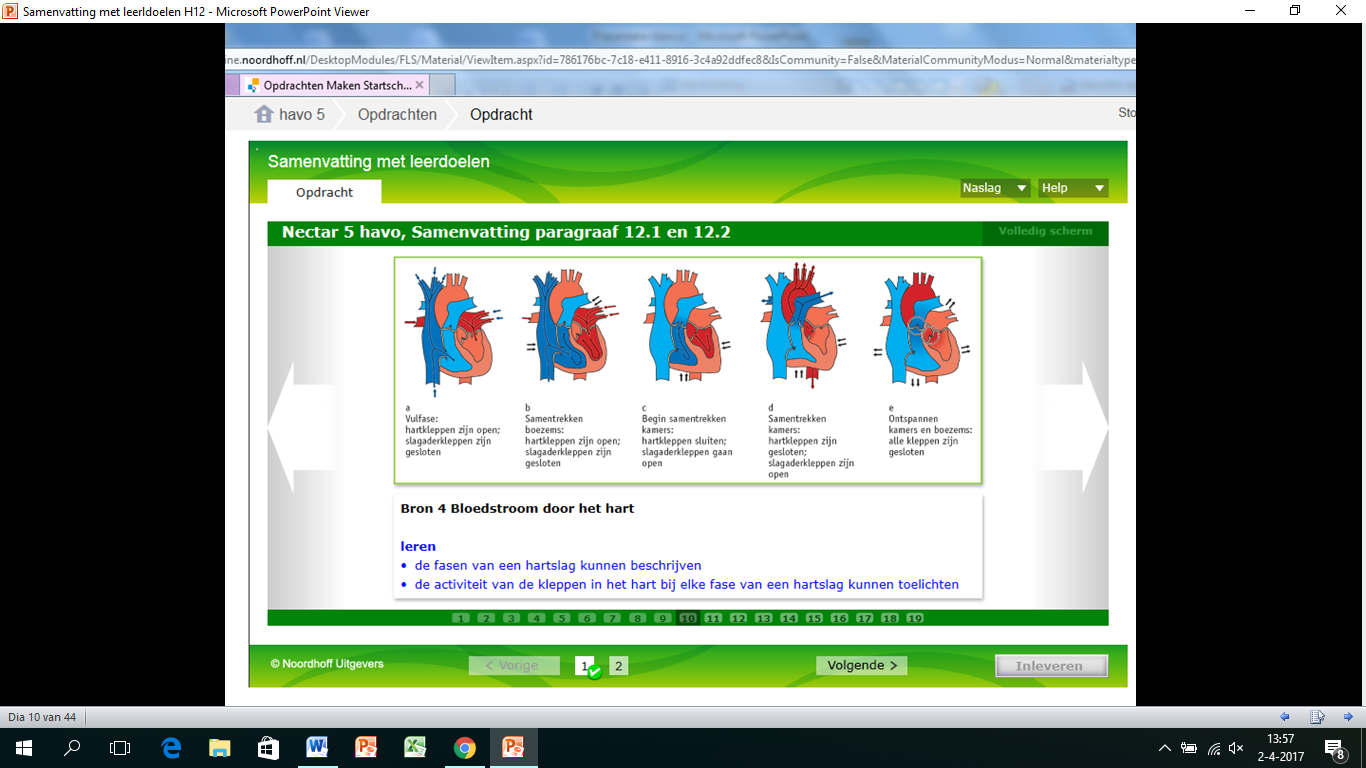 Samenvatting met leerldoelen H12 - Microsoft PowerPoint Viewer
ine.noordhoff.nl/DesktopModules/FLS/Material/ViewItem.aspx?id=786176bc-7c18-e411-8916-3c4a92ddfec8&IsCommunity=False&MaterialCommunityModus=Normal&materialtype
Opdrachten Maken Startsch...
havo 5
Opdrachten
Opdracht
Sto
Samenvatting met leerdoelen
Opdracht
Naslag
Help
Nectar 5 havo, Samenvatting paragraaf 12.1 en 12.2
Volledig scherm
a
Vulfase:
hartkleppen zijn open;
slagaderkleppen zijn
gesloten
b
Samentrekken
boezems:
hartkleppen zijn open;
slagaderkleppen zijn
gesloten
c
Begin samentrekken
kamers:
hartkleppen sluiten;
slagaderkleppen gaan
open
d
Samentrekken
kamers:
hartkleppen zijn
gesloten;
slagaderkleppen zijn
open
e
Ontspannen
kamers en boezems:
alle kleppen zijn
gesloten
Bron 4 Bloedstroom door het hart
leren
• de fasen van een hartslag kunnen beschrijven
• de activiteit van de kleppen in het hart bij elke fase van een hartslag kunnen toelichten
1 2 3 4 5 6 7 8 9 10 11 12 13 14 15 16 17 18 19
© Noordhoff Uitgevers
< Vorige
1
2
Volgende >
Inleveren
Dia 10 van 44
13:57
2-4-2017
8